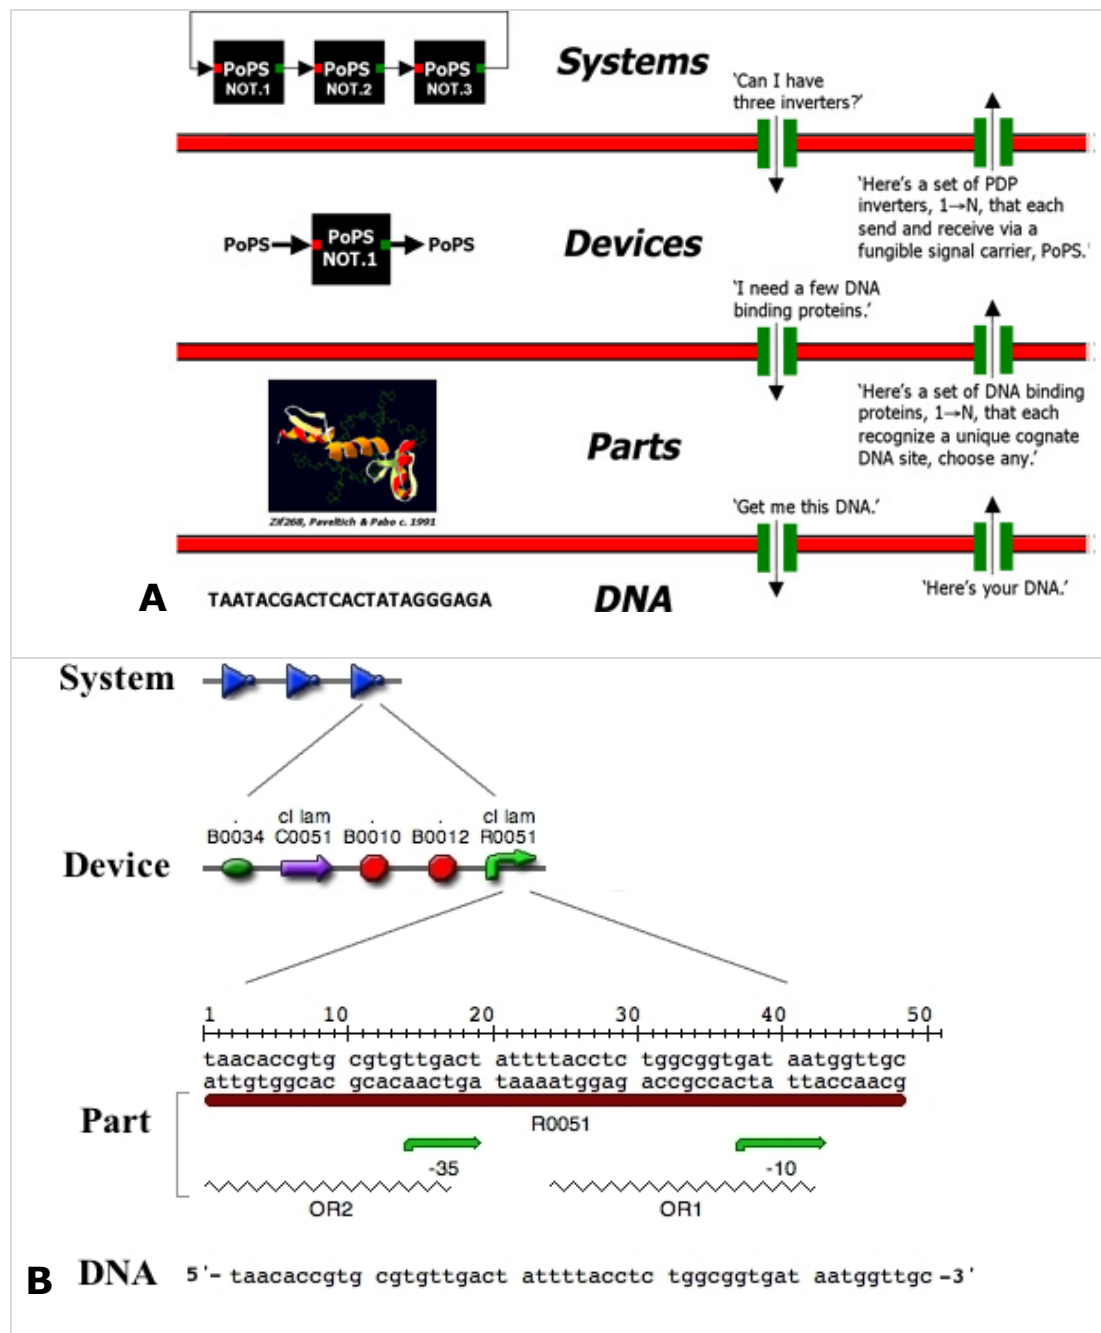 PoPS NOT.1
PoPS NOT.2
PoPS NOT.3
Systems
'Can I have
three inverters?'
'Here's a set of PDP
inverters, 1→N, that each
send and receive via a
fungible signal carrier, PoPS.'
PoPS
PoPS
NOT.1
PoPS
Devices
'I need a few DNA
binding proteins.'
'Here's a set of DNA binding
proteins, 1→N, that each
recognize a unique cognate
DNA site, choose any.'
Parts
Zif268, Paveltich & Pabo c. 1991
'Get me this DNA.'
'Here's your DNA.'
A
TAATACGACTCACTATAGGGAGA
DNA
System
. cI lam . . cI lam
B0034 C0051 B0010 B0012 R0051
Device
1 10 20 30 40 50
taacaccgtg cgtgttgact attttacctc tggcggtgat aatggttgc
attgtggcac gcacaactga taaaatggag accgccacta ttaccaacg
Part
R0051
-35 -10
OR2 OR1
B DNA 5'- taacaccgtg cgtgttgact attttacctc tggcggtgat aatggttgc -3'